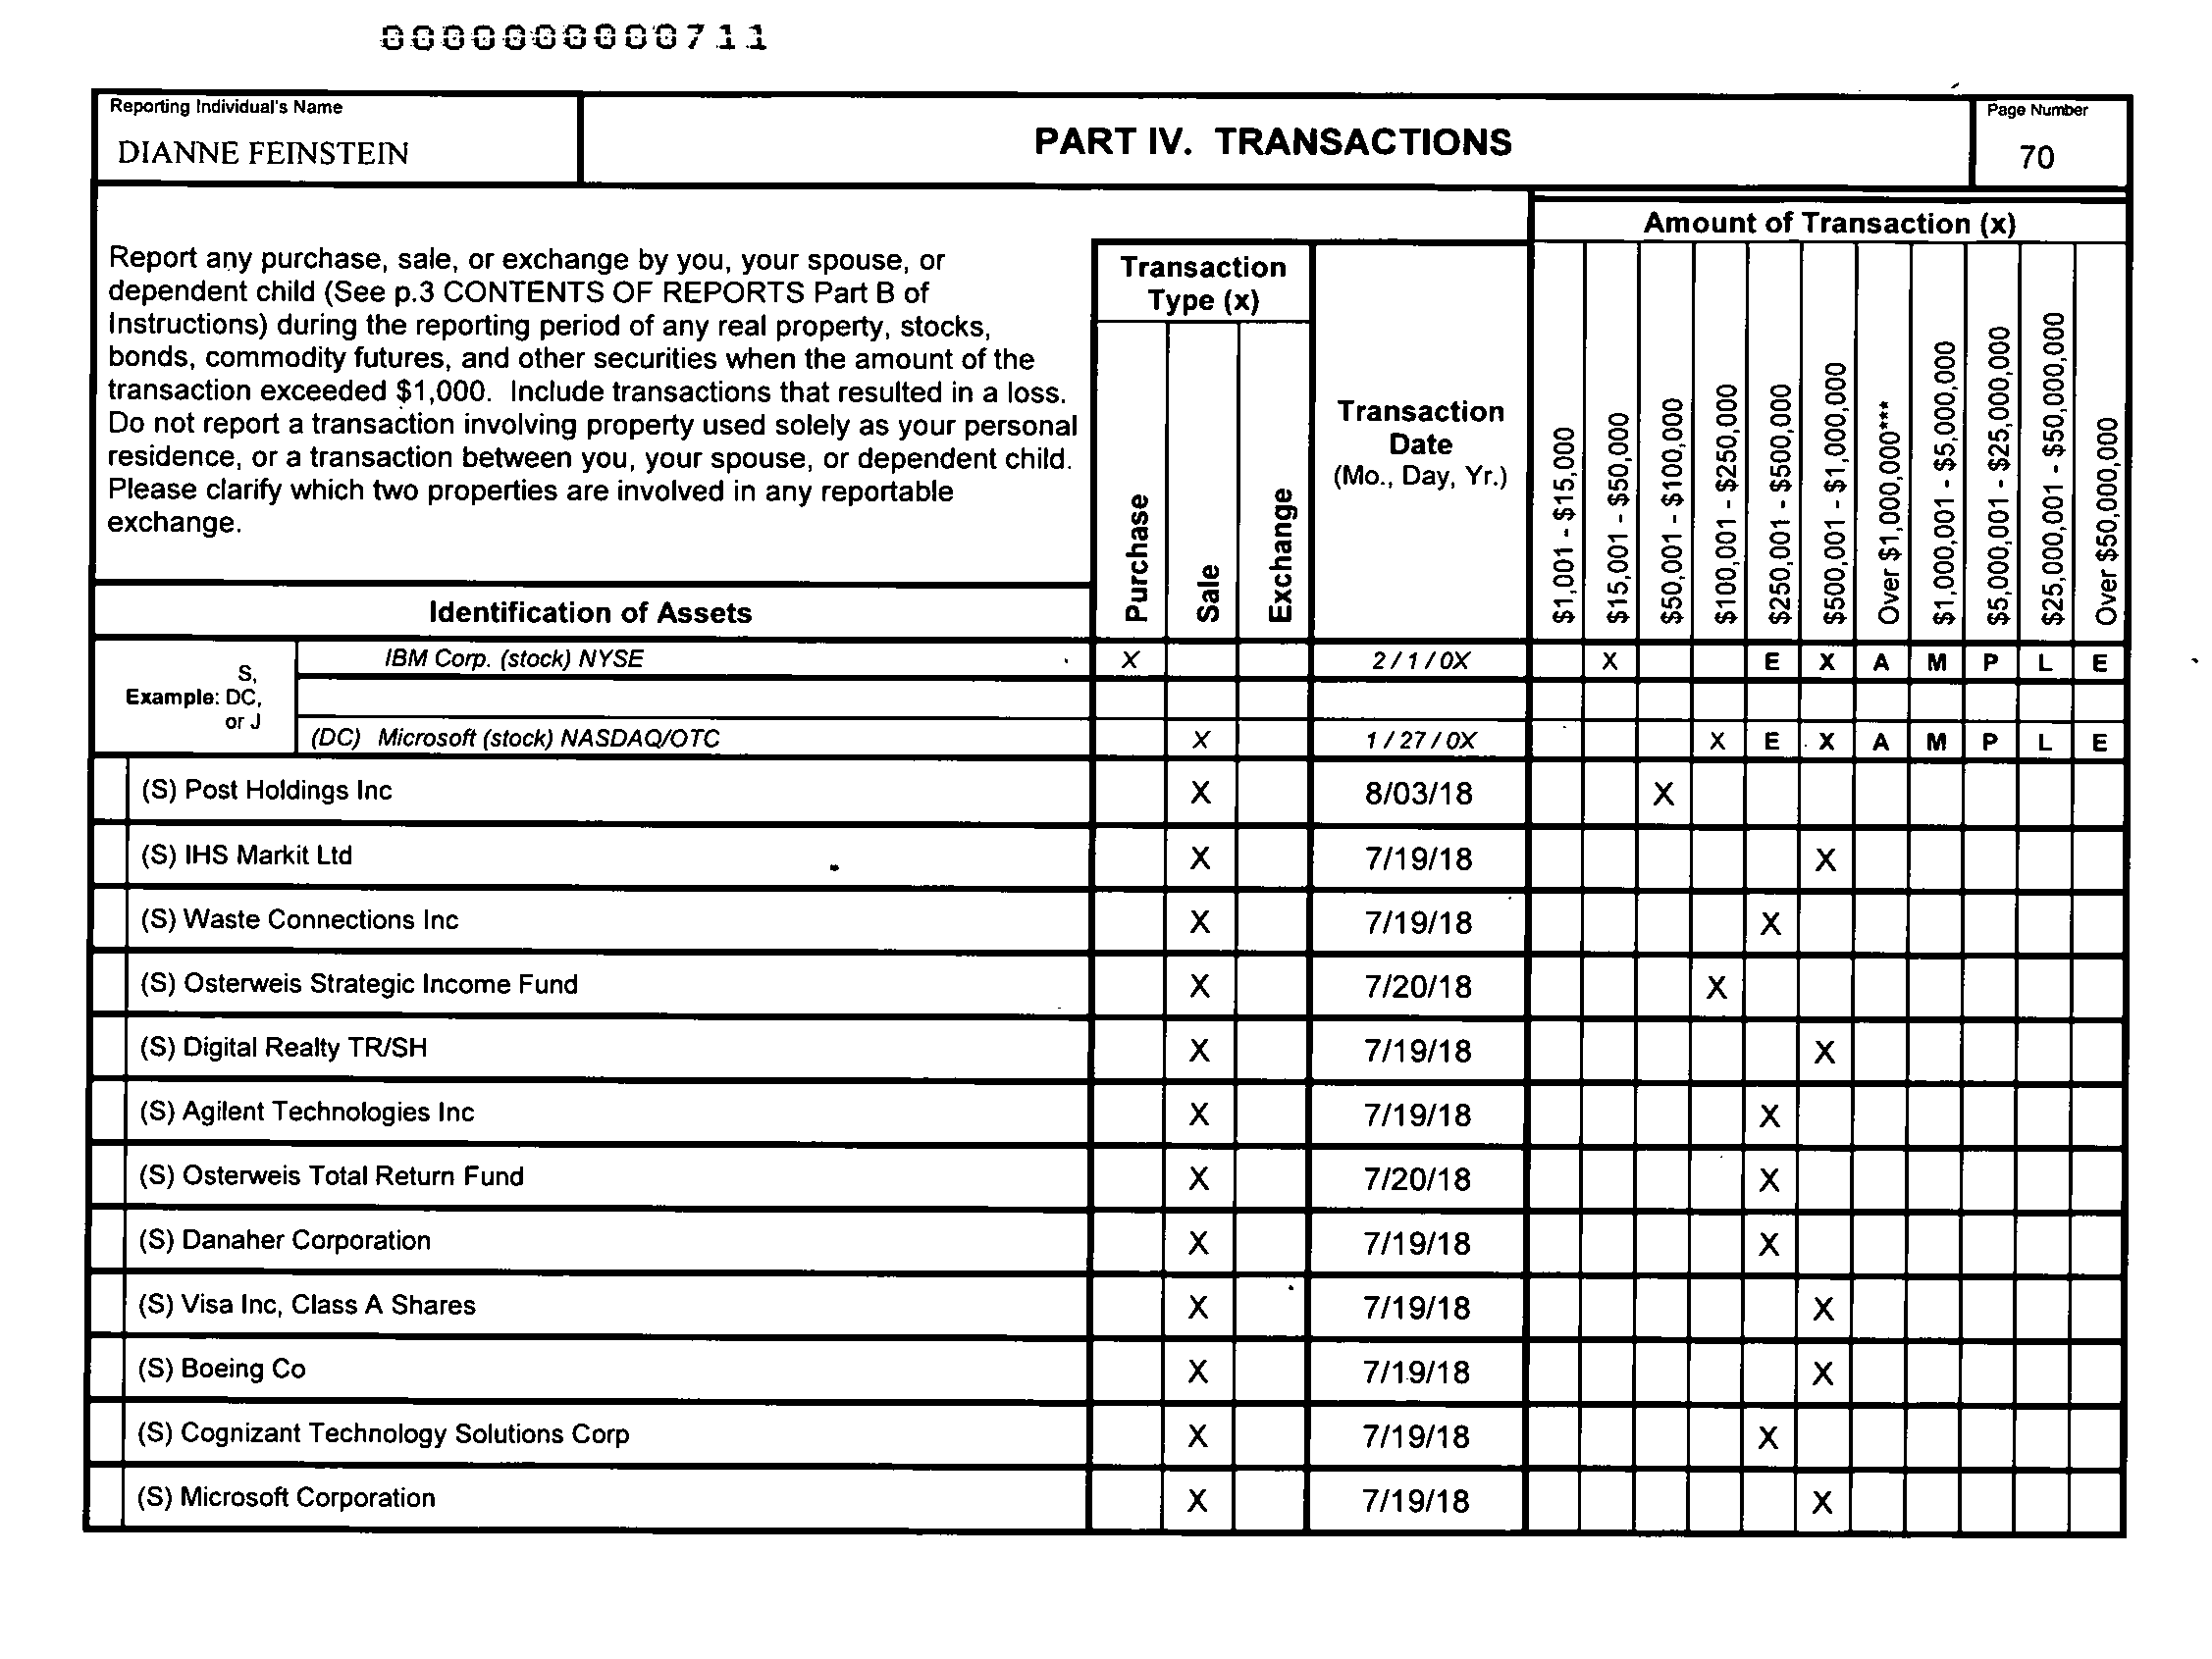 000000000711
Reporting Individual's Name
DIANNE FEINSTEIN
PART IV. TRANSACTIONS
Page Number
70
Report any purchase, sale, or exchange by you, your spouse, or
dependent child (See p.3 CONTENTS OF REPORTS Part B of
Instructions) during the reporting period of any real property, stocks,
bonds, commodity futures, and other securities when the amount of the
transaction exceeded $1,000. Include transactions that resulted in a loss.
Do not report a transaction involving property used solely as your personal
residence, or a transaction between you, your spouse, or dependent child.
Please clarify which two properties are involved in any reportable
exchange.
Identification of Assets
Transaction
Type (x)
Purchase
Sale
Exchange
Transaction
Date
(Mo., Day, Yr.)
Amount of Transaction (x)
$1,001 - $15,000
$15,001 - $50,000
$50,001 - $100,000
$100,001 - $250,000
$250,001 - $500,000
$500,001 - $1,000,000
Over $1,000,000***
$1,000,001 - $5,000,000
$5,000,001 - $25,000,000
$25,000,001 - $50,000,000
Over $50,000,000
S,
Example: DC,
or J
IBM Corp. (stock) NYSE X 2 / 1 / 0X X E X A M P L E
(DC) Microsoft (stock) NASDAQ/OTC X 1 / 27 / 0X X E X A M P L E
(S) Post Holdings Inc X 8/03/18 X
(S) IHS Markit Ltd X 7/19/18 X
(S) Waste Connections Inc X 7/19/18 X
(S) Osterweis Strategic Income Fund X 7/20/18 X
(S) Digital Realty TR/SH X 7/19/18 X
(S) Agilent Technologies Inc X 7/19/18 X
(S) Osterweis Total Return Fund X 7/20/18 X
(S) Danaher Corporation X 7/19/18 X
(S) Visa Inc, Class A Shares X 7/19/18 X
(S) Boeing Co X 7/19/18 X
(S) Cognizant Technology Solutions Corp X 7/19/18 X
(S) Microsoft Corporation X 7/19/18 X